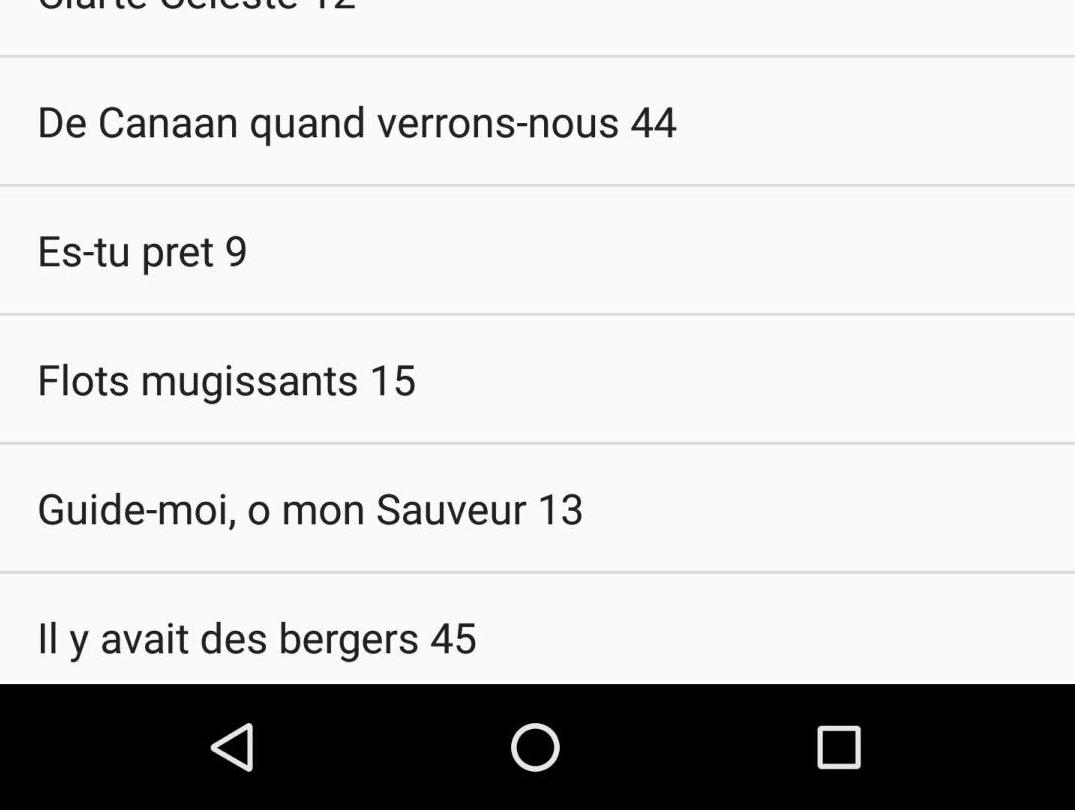 De Canaan quand verrons-nous 44
Es-tu pret 9
Flots mugissants 15
Guide-moi, o mon Sauveur 13
Il y avait des bergers 45